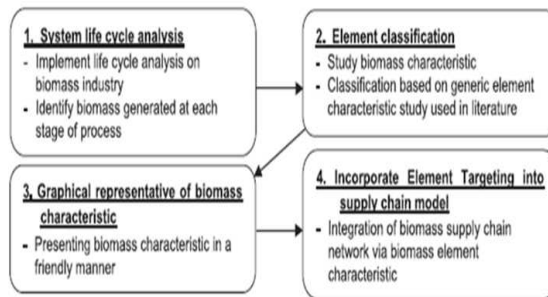 1. System life cycle analysis
- Implement life cycle analysis on
biomass industry
- Identify biomass generated at each
stage of process
2. Element classification
- Study biomass characteristic
- Classification based on generic element
characteristic study used in literature
3, Graphical representative of biomass
characteristic
- Presenting biomass characteristic in a
friendly manner
4. Incorporate Element Targeting into
supply chain model
- Integration of biomass supply chain
network via biomass element
characteristic